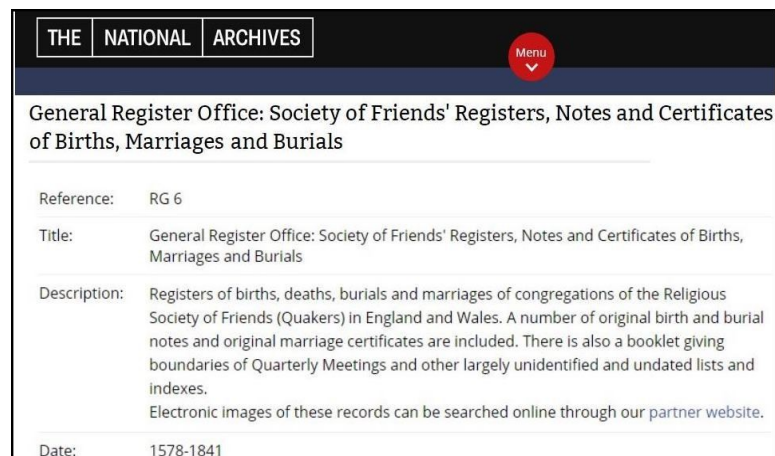 THE NATIONAL ARCHIVES
Menu
General Register Office: Society of Friends' Registers, Notes and Certificates
of Births, Marriages and Burials
Reference: RG 6
Title: General Register Office: Society of Friends' Registers, Notes and Certificates of Births,
Marriages and Burials
Description: Registers of births, deaths, burials and marriages of congregations of the Religious
Society of Friends (Quakers) in England and Wales. A number of original birth and burial
notes and original marriage certificates are included. There is also a booklet giving
boundaries of Quarterly Meetings and other largely unidentified and undated lists and
indexes.
Electronic images of these records can be searched online through our partner website.
Date: 1578-1841